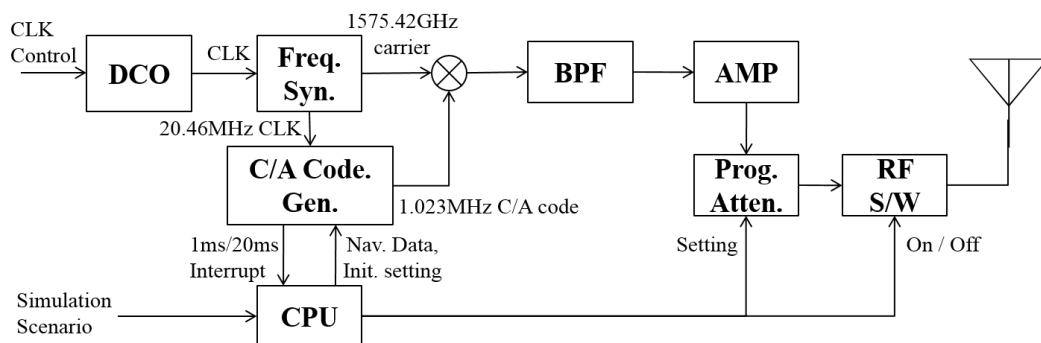 CLK
Control
DCO
CLK
Freq.
Syn.
1575.42GHz
carrier
BPF
AMP
20.46MHz CLK
C/A Code.
Gen.
1.023MHz C/A code
Prog.
Atten.
RF
S/W
1ms/20ms
Interrupt
Nav. Data,
Init. setting
Setting
On / Off
Simulation
Scenario
CPU